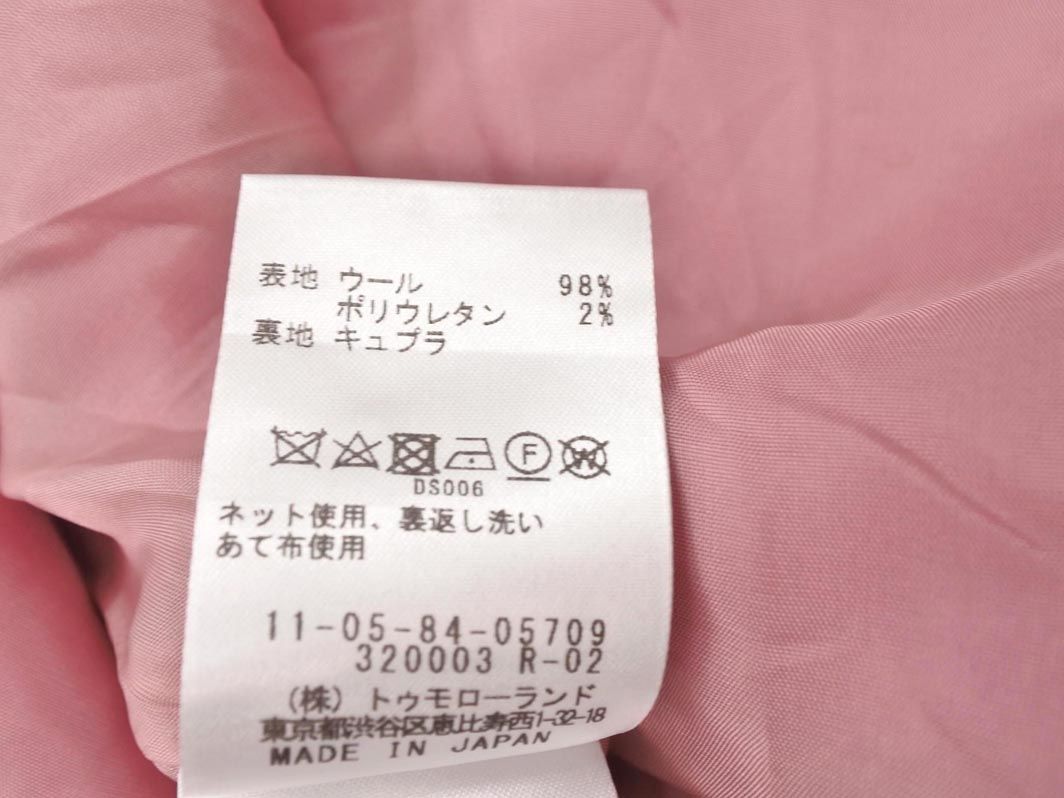 表地 ウール 98%
ポリウレタン 2%
裏地 キュプラ
F W
DS006
ネット使用、裏返し洗い
あて布使用
11-05-84-05709
320003 R-02
(株) トゥモローランド
東京都渋谷区恵比寿西1-32-18
MADE IN JAPAN